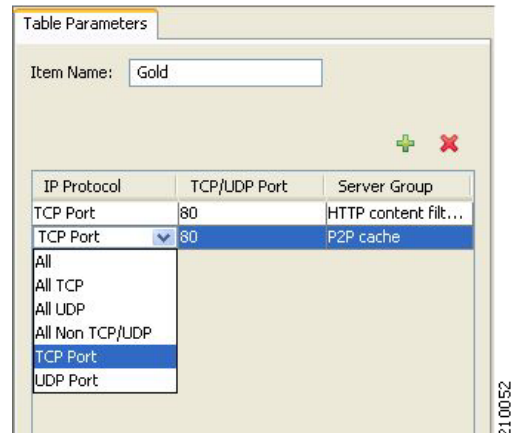 Table Parameters
Item Name: Gold
IP Protocol TCP/UDP Port Server Group
TCP Port 80 HTTP content filt...
TCP Port 80 P2P cache
All
All TCP
All UDP
All Non TCP/UDP
TCP Port
UDP Port
210052